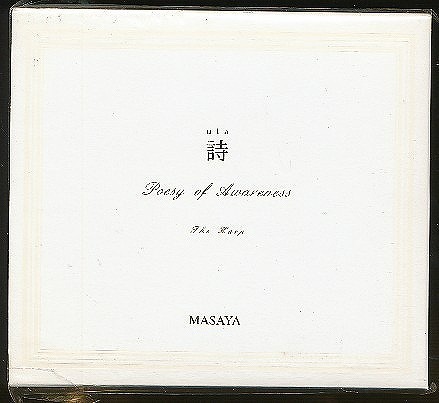 uta
詩
Poesy of Awareness
The Harp
MASAYA